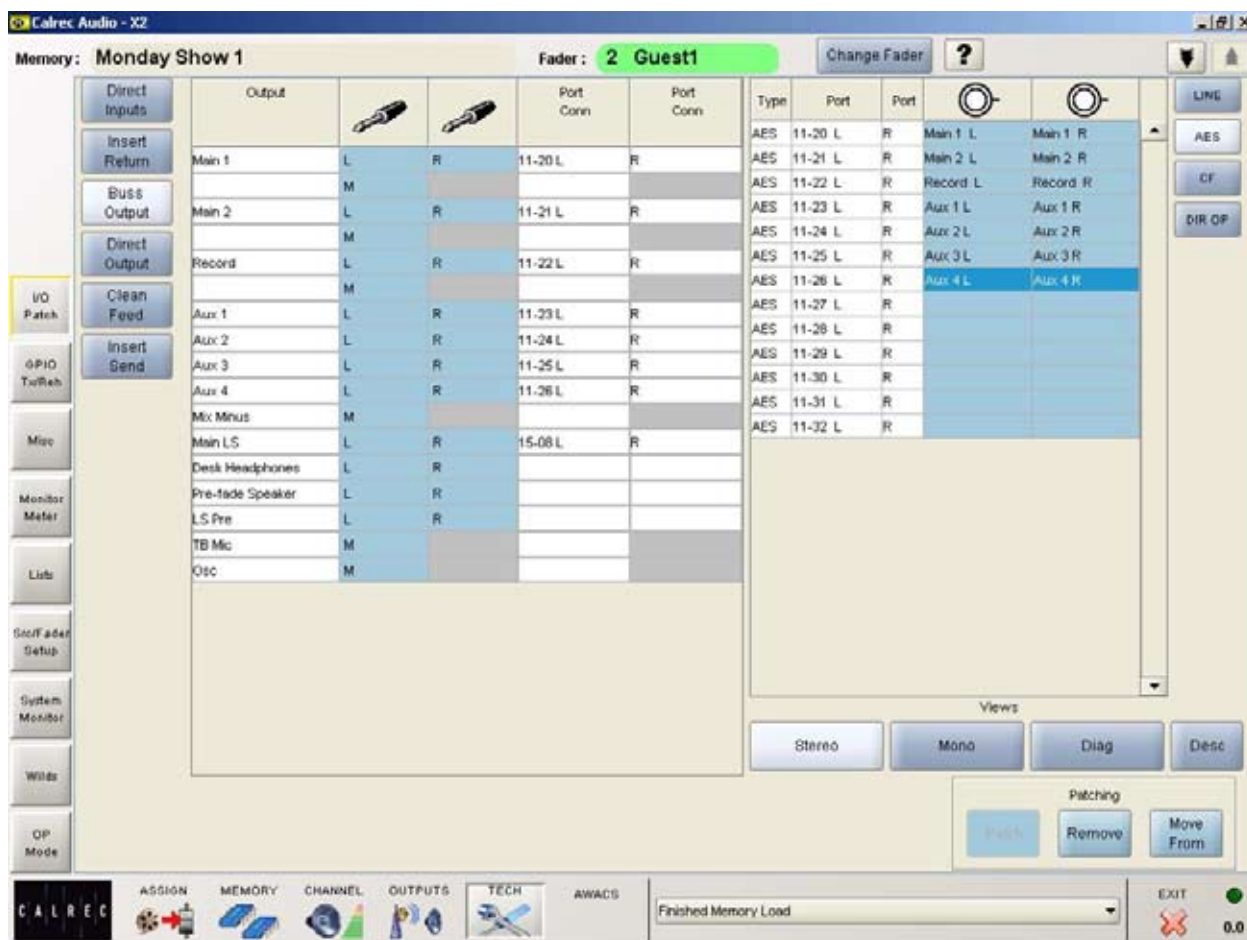 Calrec Audio - X2
Memory: Monday Show 1 Fader: 2 Guest1 Change Fader ?
Direct Inputs
Insert Return
Buss Output
Direct Output
Clean Feed
Insert Send
I/O Patch
GPIO Tx/Reh
Misc
Monitor Meter
Lists
Src/Fader Setup
System Monitor
Wilds
OP Mode
Output Port Conn Port Conn
Main 1 L R 11-20 L R
M
Main 2 L R 11-21 L R
M
Record L R 11-22 L R
M
Aux 1 L R 11-23 L R
Aux 2 L R 11-24 L R
Aux 3 L R 11-25 L R
Aux 4 L R 11-26 L R
Mix Minus M
Main LS L R 15-08 L R
Desk Headphones L R
Pre-fade Speaker L R
LS Pre L R
TB Mic M
Osc M
Type Port Port
AES 11-20 L R Main 1 L Main 1 R
AES 11-21 L R Main 2 L Main 2 R
AES 11-22 L R Record L Record R
AES 11-23 L R Aux 1 L Aux 1 R
AES 11-24 L R Aux 2 L Aux 2 R
AES 11-25 L R Aux 3 L Aux 3 R
AES 11-26 L R Aux 4 L Aux 4 R
AES 11-27 L R
AES 11-28 L R
AES 11-29 L R
AES 11-30 L R
AES 11-31 L R
AES 11-32 L R
LINE
AES
CF
DIR OP
Views
Stereo Mono Diag Desc
Patching
Patch Remove Move From
CALREC ASSIGN MEMORY CHANNEL OUTPUTS TECH AWACS Finished Memory Load EXIT
0.0